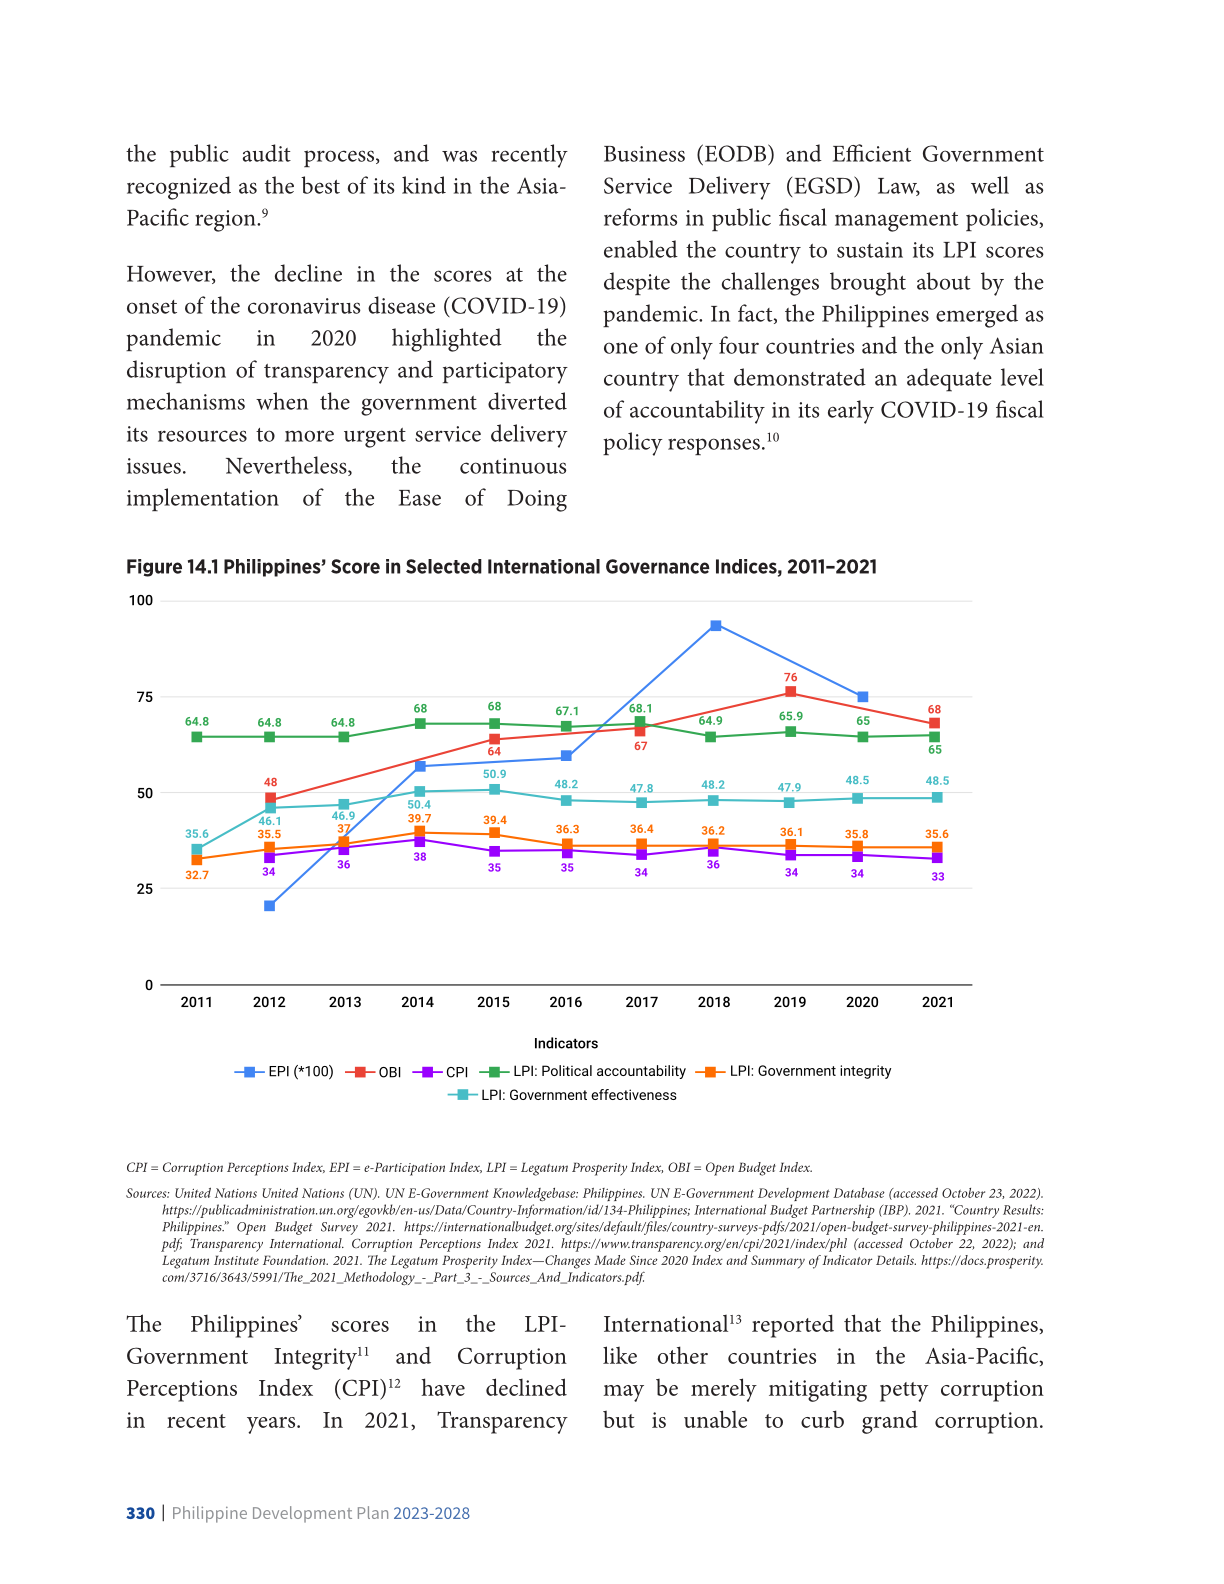 the public audit process, and was recently
recognized as the best of its kind in the Asia-
Pacific region.9
However, the decline in the scores at the
onset of the coronavirus disease (COVID-19)
pandemic in 2020 highlighted the
disruption of transparency and participatory
mechanisms when the government diverted
its resources to more urgent service delivery
issues. Nevertheless, the continuous
implementation of the Ease of Doing
Business (EODB) and Efficient Government
Service Delivery (EGSD) Law, as well as
reforms in public fiscal management policies,
enabled the country to sustain its LPI scores
despite the challenges brought about by the
pandemic. In fact, the Philippines emerged as
one of only four countries and the only Asian
country that demonstrated an adequate level
of accountability in its early COVID-19 fiscal
policy responses.10
Figure 14.1 Philippines' Score in Selected International Governance Indices, 2011–2021
100
75
50
25
0
64.8 64.8 64.8 68 68 67.1 68.1 64.9 65.9 65 65
48 64 67 76 68
35.6 46.1 46.9 50.4 50.9 48.2 47.8 48.2 47.9 48.5 48.5
32.7 35.5 37 39.7 39.4 36.3 36.4 36.2 36.1 35.8 35.6
34 36 38 35 35 34 36 34 34 33
2011 2012 2013 2014 2015 2016 2017 2018 2019 2020 2021
Indicators
EPI (*100) OBI CPI LPI: Political accountability LPI: Government integrity
LPI: Government effectiveness
CPI = Corruption Perceptions Index, EPI = e-Participation Index, LPI = Legatum Prosperity Index, OBI = Open Budget Index.
Sources: United Nations United Nations (UN). UN E-Government Knowledgebase: Philippines. UN E-Government Development Database (accessed October 23, 2022).
https://publicadministration.un.org/egovkb/en-us/Data/Country-Information/id/134-Philippines; International Budget Partnership (IBP). 2021. "Country Results:
Philippines." Open Budget Survey 2021. https://internationalbudget.org/sites/default/files/country-surveys-pdfs/2021/open-budget-survey-philippines-2021-en.
pdf; Transparency International. Corruption Perceptions Index 2021. https://www.transparency.org/en/cpi/2021/index/phl (accessed October 22, 2022); and
Legatum Institute Foundation. 2021. The Legatum Prosperity Index—Changes Made Since 2020 Index and Summary of Indicator Details. https://docs.prosperity.
com/3716/3643/5991/The_2021_Methodology_-_Part_3_-_Sources_And_Indicators.pdf.
The Philippines' scores in the LPI-
Government Integrity11 and Corruption
Perceptions Index (CPI)12 have declined
in recent years. In 2021, Transparency
International13 reported that the Philippines,
like other countries in the Asia-Pacific,
may be merely mitigating petty corruption
but is unable to curb grand corruption.
330 | Philippine Development Plan 2023-2028